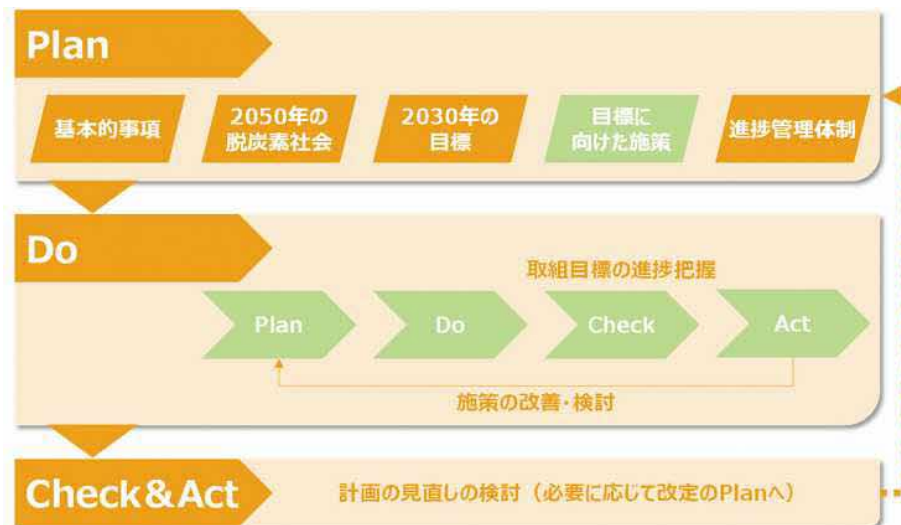 Plan
基本的事項
2050年の
脱炭素社会
2030年の
目標
目標に
向けた施策
進捗管理体制
Do
取組目標の進捗把握
Plan
Do
Check
Act
施策の改善・検討
Check&Act
計画の見直しの検討（必要に応じて改定のPlanへ）